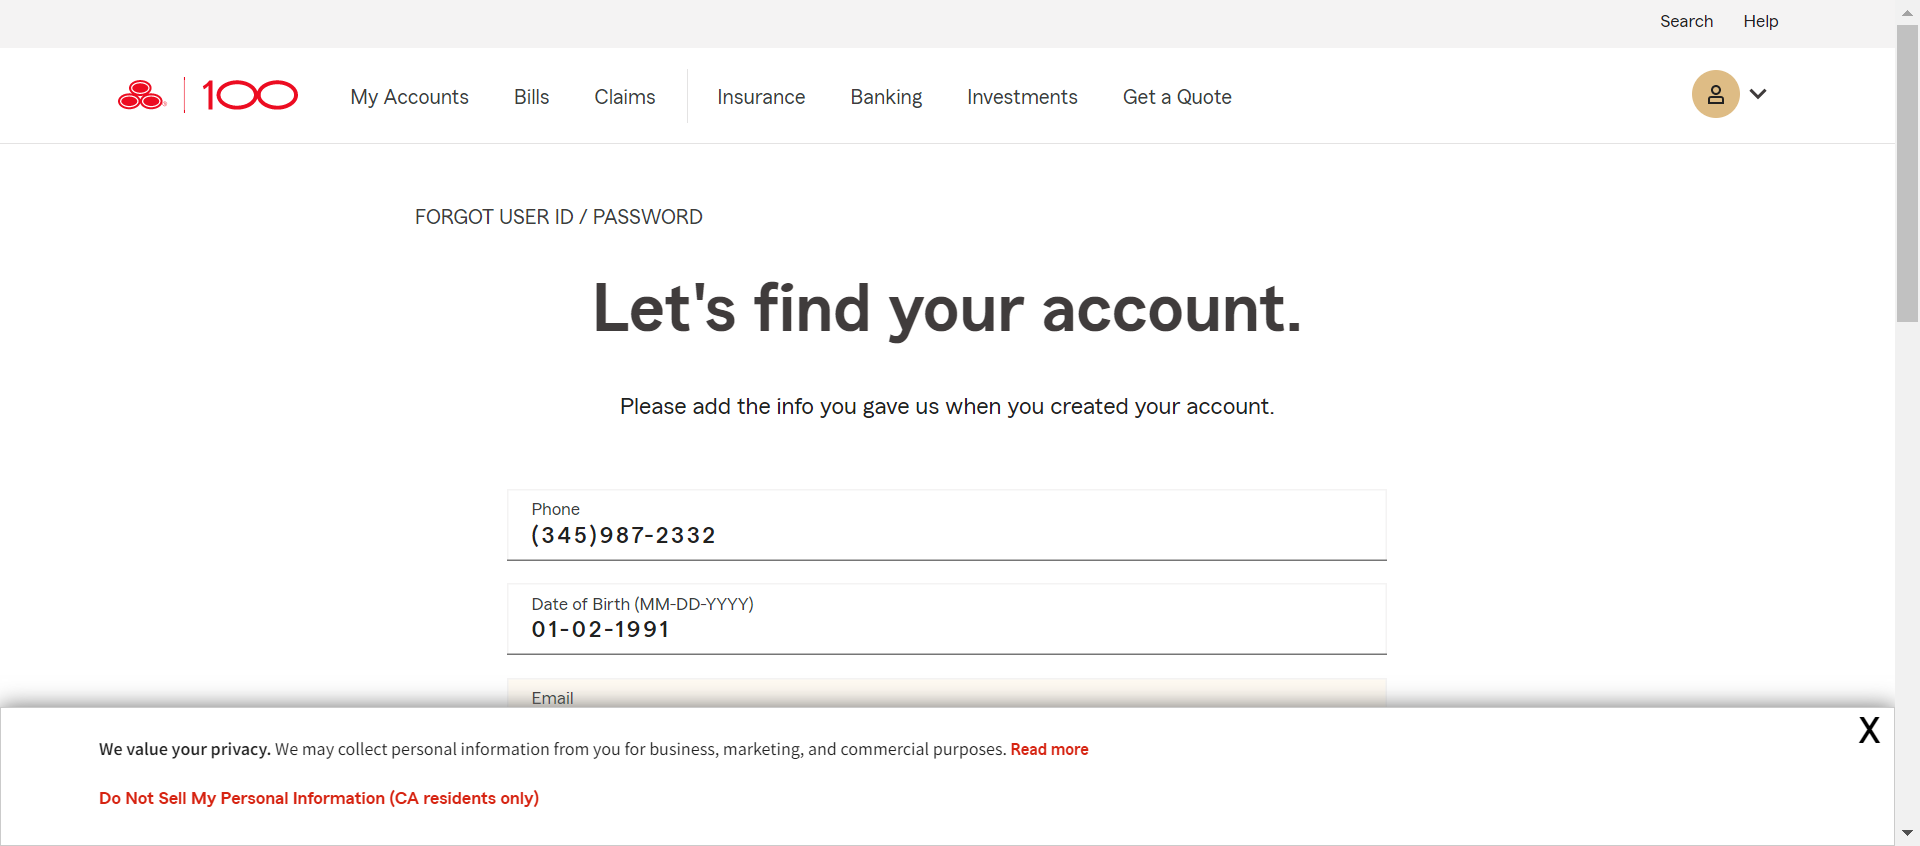 Search Help
100 My Accounts Bills Claims Insurance Banking Investments Get a Quote
FORGOT USER ID / PASSWORD
Let's find your account.
Please add the info you gave us when you created your account.
Phone
(345)987-2332
Date of Birth (MM-DD-YYYY)
01-02-1991
Email
X
We value your privacy. We may collect personal information from you for business, marketing, and commercial purposes. Read more
Do Not Sell My Personal Information (CA residents only)